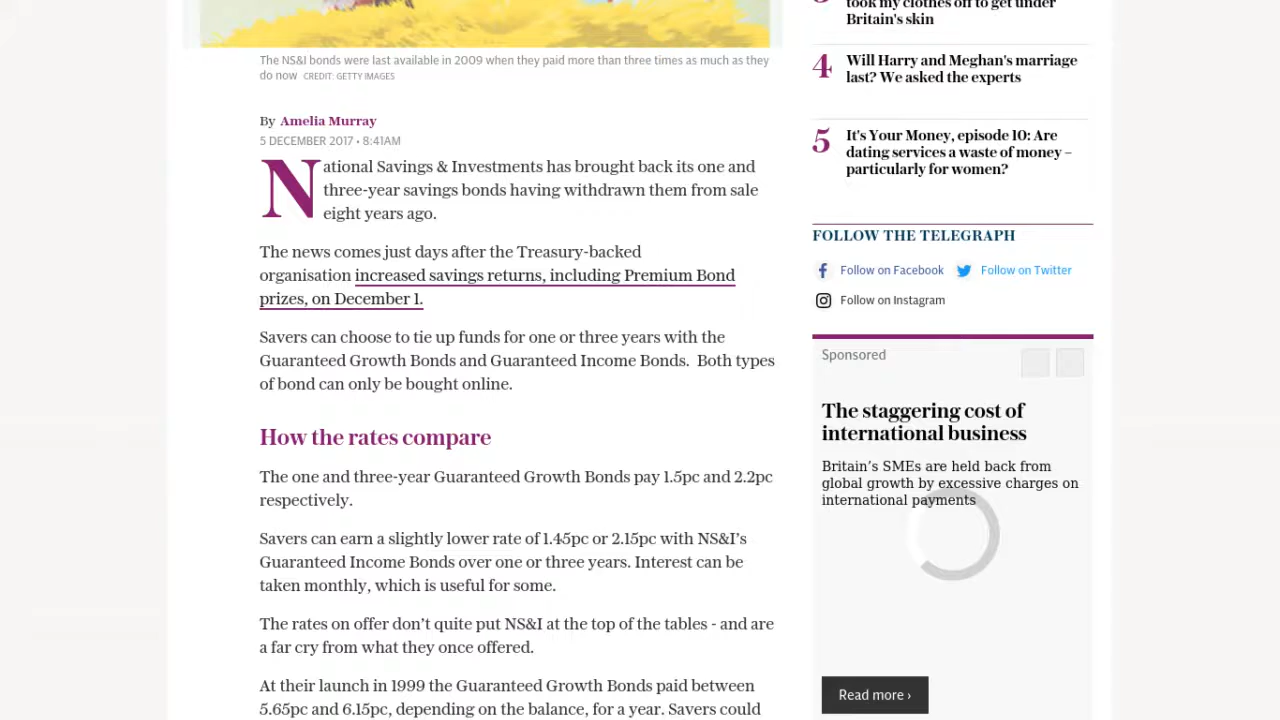 The NS&I bonds were last available in 2009 when they paid more than three times as much as they
do now CREDIT: GETTY IMAGES
By Amelia Murray
5 DECEMBER 2017 • 8:41AM
National Savings & Investments has brought back its one and
three-year savings bonds having withdrawn them from sale
eight years ago.
The news comes just days after the Treasury-backed
organisation increased savings returns, including Premium Bond
prizes, on December 1.
Savers can choose to tie up funds for one or three years with the
Guaranteed Growth Bonds and Guaranteed Income Bonds. Both types
of bond can only be bought online.
How the rates compare
The one and three-year Guaranteed Growth Bonds pay 1.5pc and 2.2pc
respectively.
Savers can earn a slightly lower rate of 1.45pc or 2.15pc with NS&I’s
Guaranteed Income Bonds over one or three years. Interest can be
taken monthly, which is useful for some.
The rates on offer don’t quite put NS&I at the top of the tables - and are
a far cry from what they once offered.
At their launch in 1999 the Guaranteed Growth Bonds paid between
5.65pc and 6.15pc, depending on the balance, for a year. Savers could
took my clothes off to get under
Britain's skin
4 Will Harry and Meghan's marriage
last? We asked the experts
5 It's Your Money, episode 10: Are
dating services a waste of money –
particularly for women?
FOLLOW THE TELEGRAPH
Follow on Facebook Follow on Twitter
Follow on Instagram
Sponsored
The staggering cost of
international business
Britain’s SMEs are held back from
global growth by excessive charges on
international payments
Read more ›